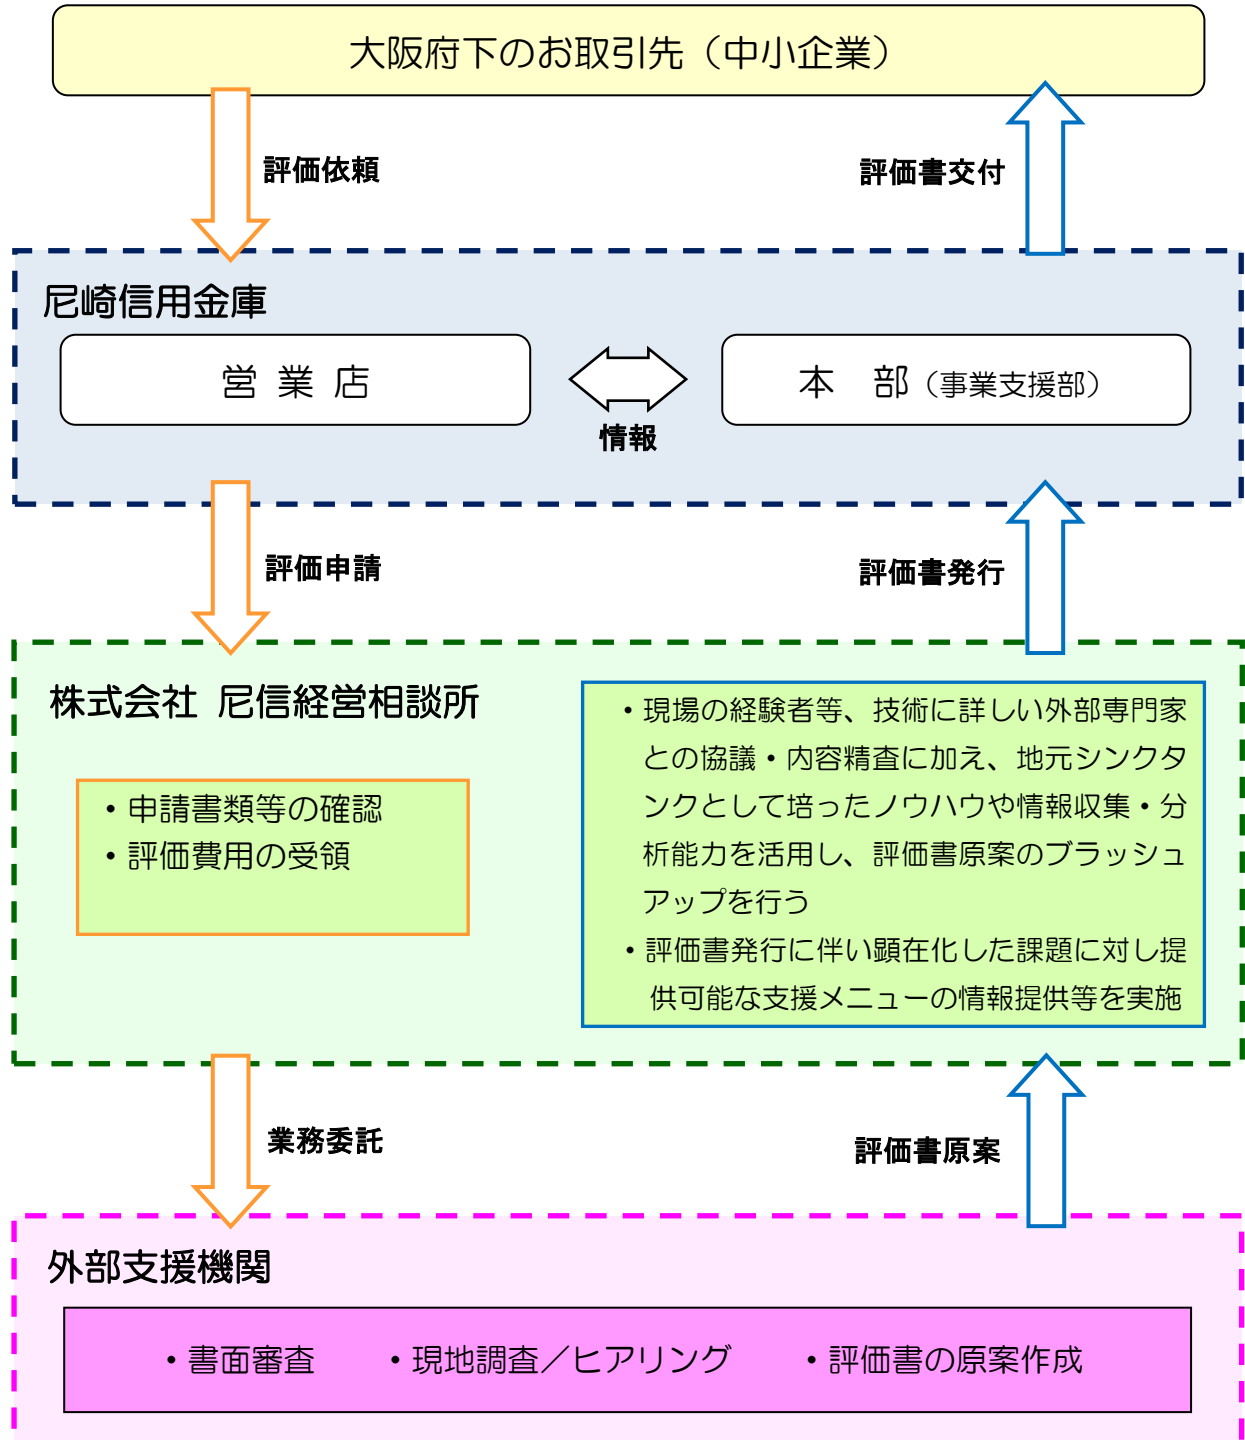 大阪府下のお取引先（中小企業）
評価依頼
評価書交付
尼崎信用金庫
営 業 店
本 部（事業支援部）
情報
評価申請
評価書発行
株式会社 尼信経営相談所
・申請書類等の確認
・評価費用の受領
・現場の経験者等、技術に詳しい外部専門家
との協議・内容精査に加え、地元シンクタ
ンクとして培ったノウハウや情報収集・分
析能力を活用し、評価書原案のブラッシュ
アップを行う
・評価書発行に伴い顕在化した課題に対し提
供可能な支援メニューの情報提供等を実施
業務委託
評価書原案
外部支援機関
・書面審査 ・現地調査／ヒアリング ・評価書の原案作成